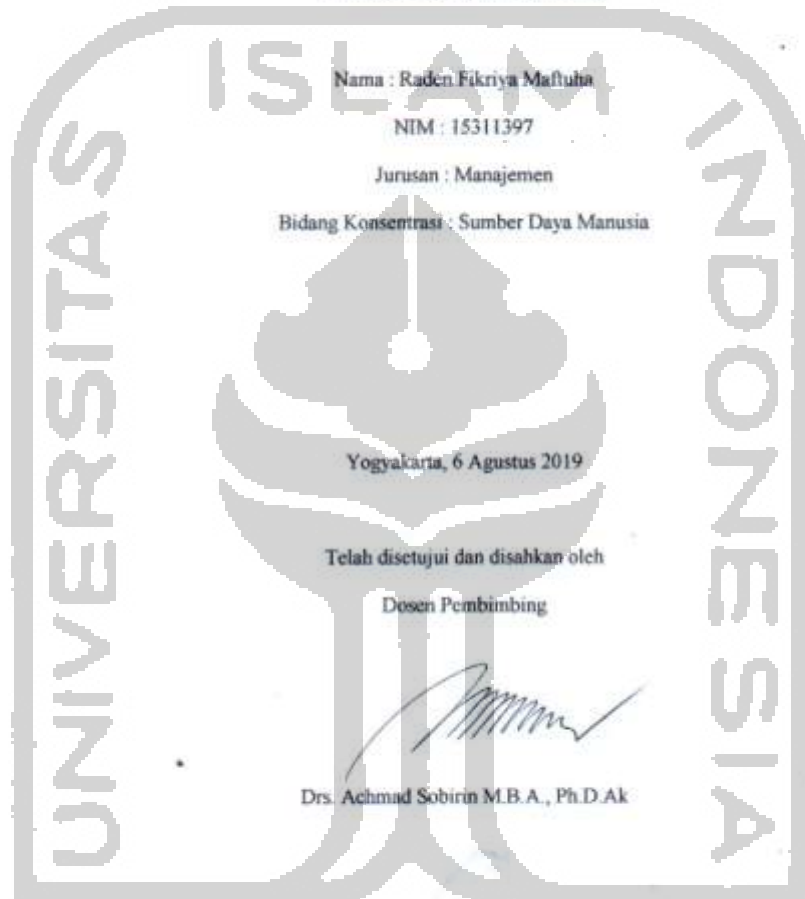 UNIVERSITAS
ISLAM
INDONESIA
Nama : Raden Fikriya Maftuha
NIM : 15311397
Jurusan : Manajemen
Bidang Konsentrasi : Sumber Daya Manusia
Yogyakarta, 6 Agustus 2019
Telah disetujui dan disahkan oleh
Dosen Pembimbing
Drs. Achmad Sobirin M.B.A., Ph.D.Ak